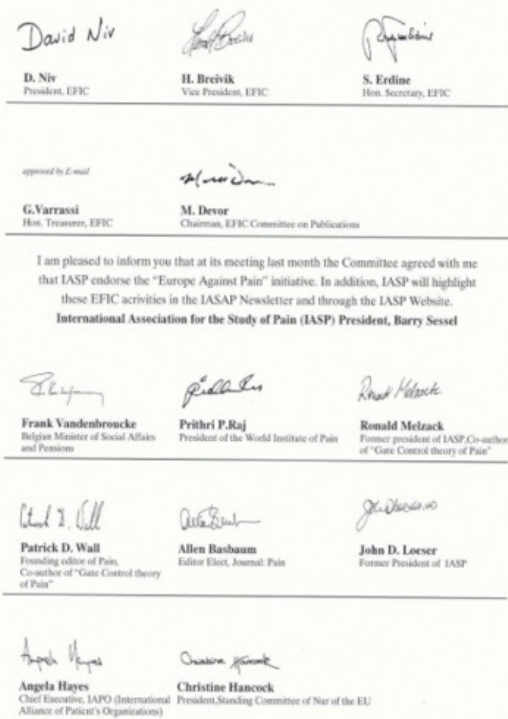 David Niv
D. Niv
President, EFIC
H. Breivik
Vice President, EFIC
S. Erdine
Hon. Secretary, EFIC
approved by E-mail
G.Varrassi
Hon. Treasurer, EFIC
M. Devor
Chairman, EFIC Committee on Publications
I am pleased to inform you that at its meeting last month the Committee agreed with me
that IASP endorse the “Europe Against Pain” initiative. In addition, IASP will highlight
these EFIC acrivities in the IASAP Newsletter and through the IASP Website.
International Association for the Study of Pain (IASP) President, Barry Sessel
Frank Vandenbroucke
Belgian Minister of Social Affairs
and Pensions
Prithri P.Raj
President of the World Institute of Pain
Ronald Melzack
Ronald Melzack
Former president of IASP,Co-author
of “Gate Control theory of Pain”
Patrick D. Wall
Founding editor of Pain,
Co-author of “Gate Control theory
of Pain”
Allen Basbaum
Editor Elect, Journal: Pain
John D. Loeser
Former President of IASP
Angela Hayes
Angela Hayes
Chief Executive, IAPO (International
Alliance of Patient's Organizations)
Christine Hancock
Christine Hancock
President,Standing Committee of Nur of the EU